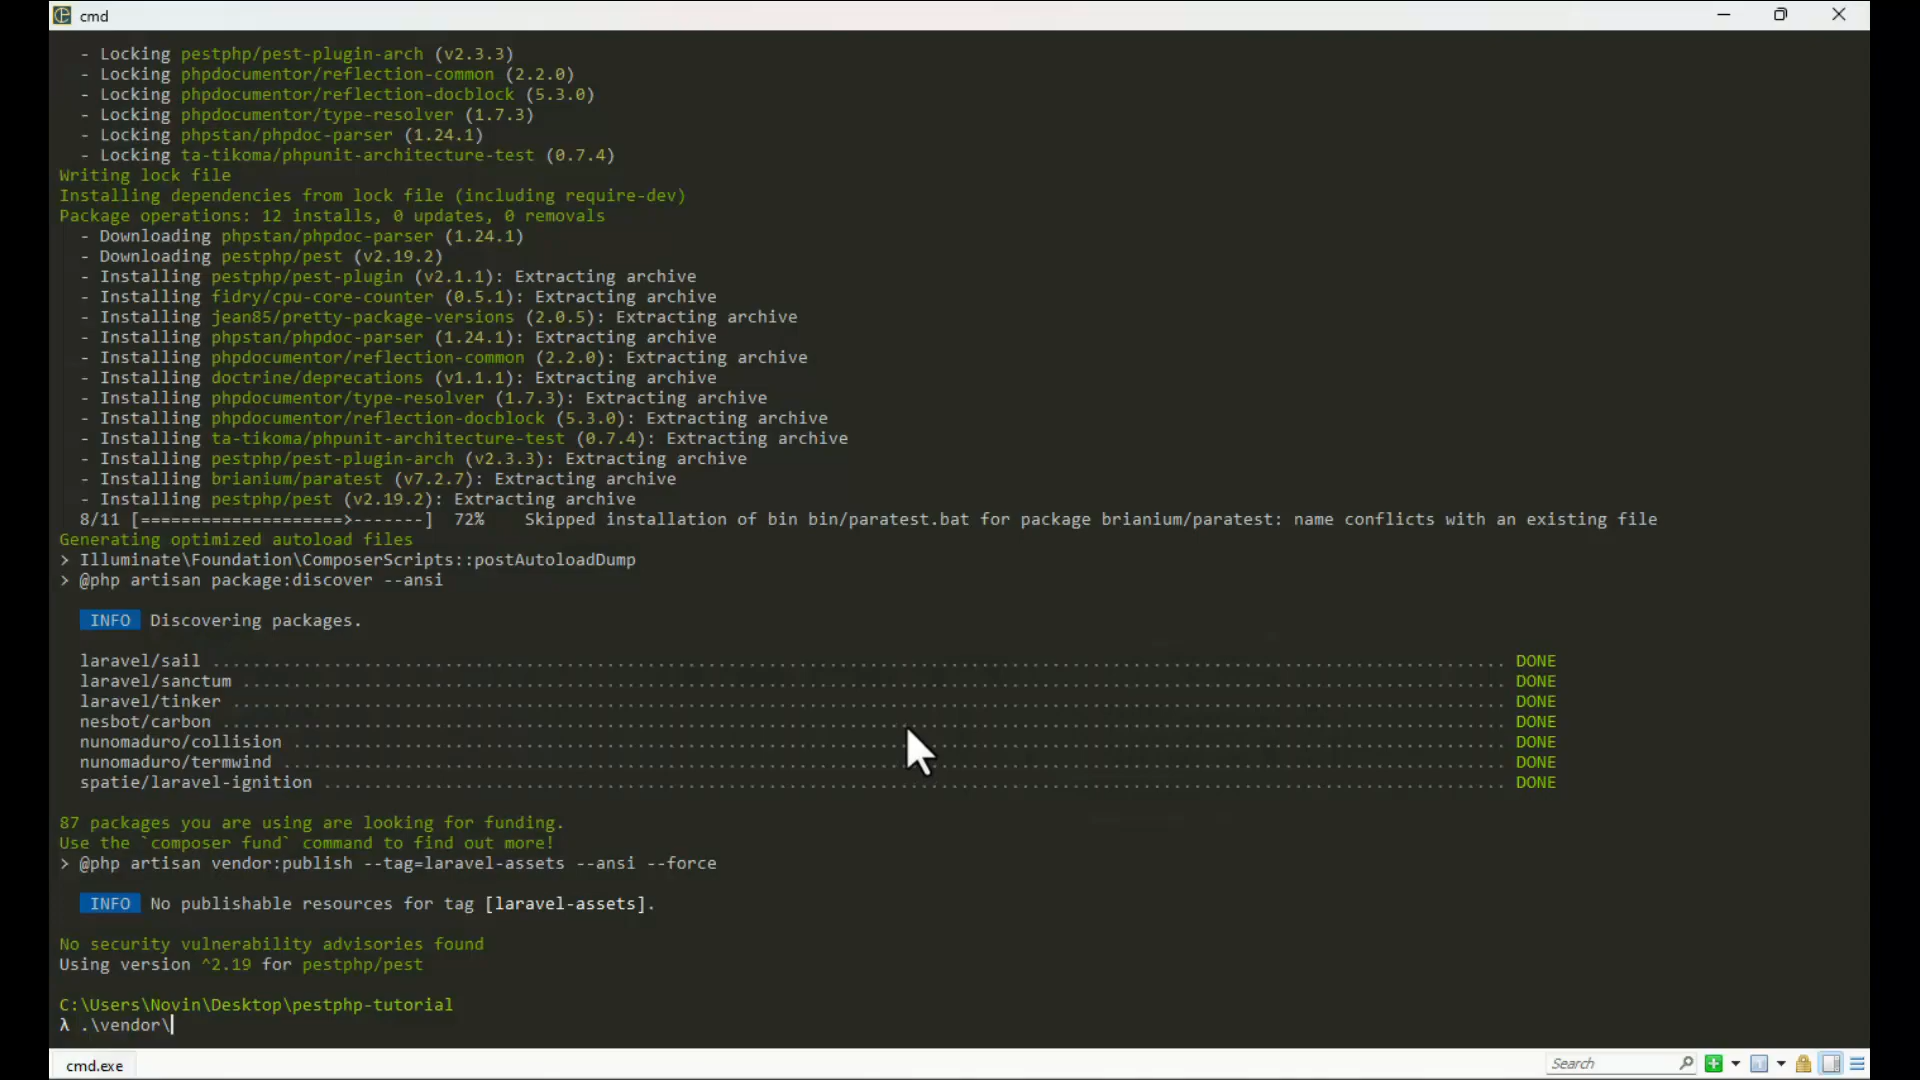 cmd
- Locking pestphp/pest-plugin-arch (v2.3.3)
- Locking phpdocumentor/reflection-common (2.2.0)
- Locking phpdocumentor/reflection-docblock (5.3.0)
- Locking phpdocumentor/type-resolver (1.7.3)
- Locking phpstan/phpdoc-parser (1.24.1)
- Locking ta-tikoma/phpunit-architecture-test (0.7.4)
Writing lock file
Installing dependencies from lock file (including require-dev)
Package operations: 12 installs, 0 updates, 0 removals
- Downloading phpstan/phpdoc-parser (1.24.1)
- Downloading pestphp/pest (v2.19.2)
- Installing pestphp/pest-plugin (v2.1.1): Extracting archive
- Installing fidry/cpu-core-counter (0.5.1): Extracting archive
- Installing jean85/pretty-package-versions (2.0.5): Extracting archive
- Installing phpstan/phpdoc-parser (1.24.1): Extracting archive
- Installing phpdocumentor/reflection-common (2.2.0): Extracting archive
- Installing doctrine/deprecations (v1.1.1): Extracting archive
- Installing phpdocumentor/type-resolver (1.7.3): Extracting archive
- Installing phpdocumentor/reflection-docblock (5.3.0): Extracting archive
- Installing ta-tikoma/phpunit-architecture-test (0.7.4): Extracting archive
- Installing pestphp/pest-plugin-arch (v2.3.3): Extracting archive
- Installing brianium/paratest (v7.2.7): Extracting archive
- Installing pestphp/pest (v2.19.2): Extracting archive
8/11 [====================>-------] 72% Skipped installation of bin bin/paratest.bat for package brianium/paratest: name conflicts with an existing file
Generating optimized autoload files
> Illuminate\Foundation\ComposerScripts::postAutoloadDump
> @php artisan package:discover --ansi
INFO Discovering packages.
laravel/sail ................................................................ DONE
laravel/sanctum ................................................................ DONE
laravel/tinker ................................................................ DONE
nesbot/carbon ................................................................ DONE
nunomaduro/collision ................................................................ DONE
nunomaduro/termwind ................................................................ DONE
spatie/laravel-ignition ................................................................ DONE
87 packages you are using are looking for funding.
Use the `composer fund` command to find out more!
> @php artisan vendor:publish --tag=laravel-assets --ansi --force
INFO No publishable resources for tag [laravel-assets].
No security vulnerability advisories found
Using version ^2.19 for pestphp/pest
C:\Users\Novin\Desktop\pestphp-tutorial
λ .\vendor\
cmd.exe
Search